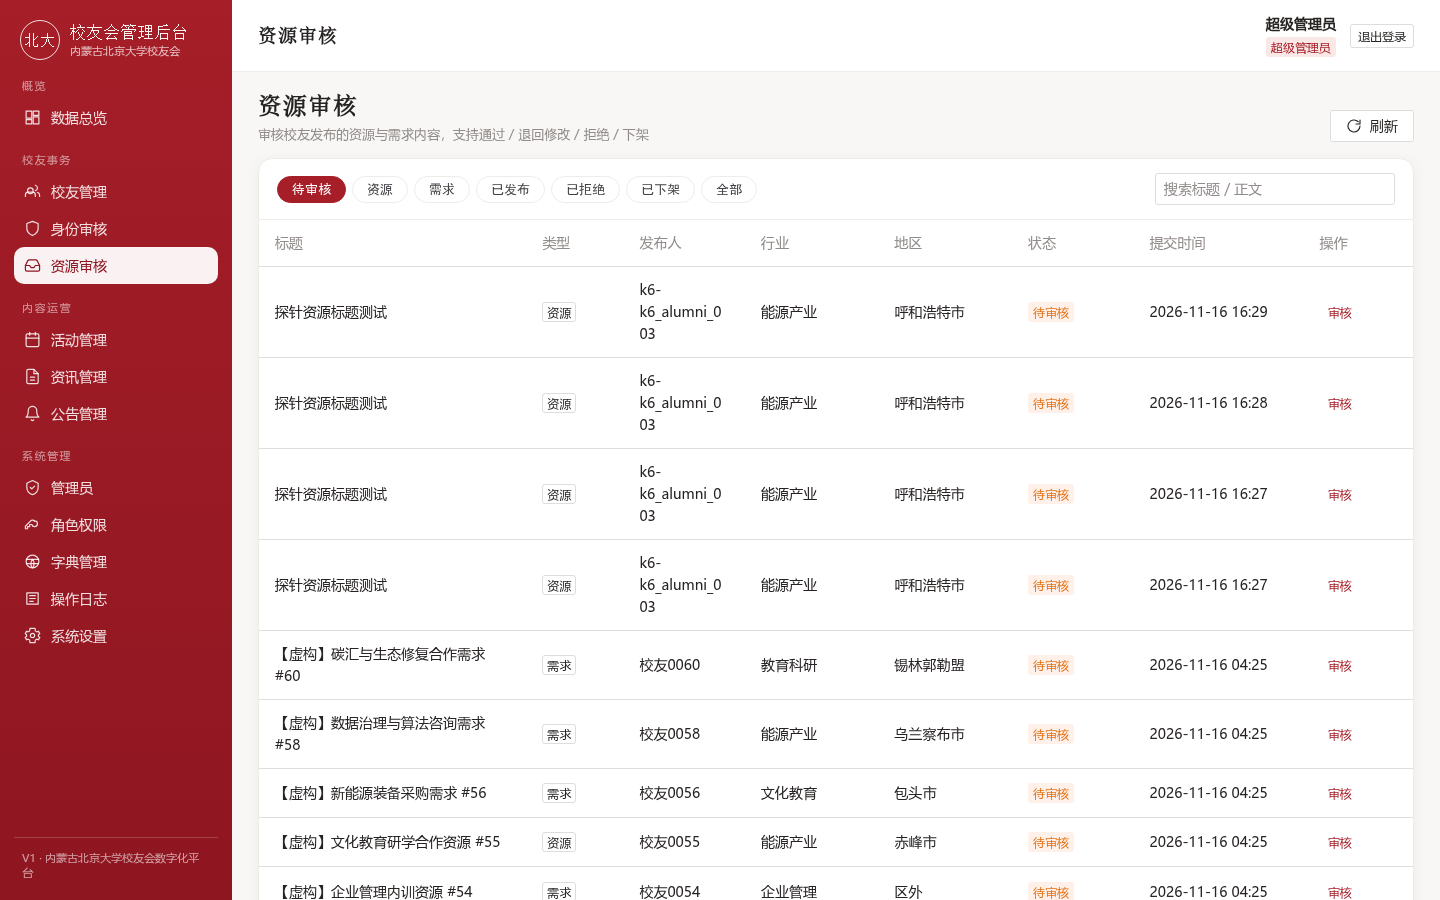 北大
校友会管理后台
内蒙古北京大学校友会
概览
数据总览
校友事务
校友管理
身份审核
资源审核
内容运营
活动管理
资讯管理
公告管理
系统管理
管理员
角色权限
字典管理
操作日志
系统设置
V1 · 内蒙古北京大学校友会数字化平
台
资源审核
超级管理员
超级管理员
退出登录
资源审核
审核校友发布的资源与需求内容，支持通过 / 退回修改 / 拒绝 / 下架
刷新
待审核 资源 需求 已发布 已拒绝 已下架 全部
搜索标题 / 正文
标题 类型 发布人 行业 地区 状态 提交时间 操作
探针资源标题测试 资源 k6-
k6_alumni_0
03 能源产业 呼和浩特市 待审核 2026-11-16 16:29 审核
探针资源标题测试 资源 k6-
k6_alumni_0
03 能源产业 呼和浩特市 待审核 2026-11-16 16:28 审核
探针资源标题测试 资源 k6-
k6_alumni_0
03 能源产业 呼和浩特市 待审核 2026-11-16 16:27 审核
探针资源标题测试 资源 k6-
k6_alumni_0
03 能源产业 呼和浩特市 待审核 2026-11-16 16:27 审核
【虚构】碳汇与生态修复合作需求
#60 需求 校友0060 教育科研 锡林郭勒盟 待审核 2026-11-16 04:25 审核
【虚构】数据治理与算法咨询需求
#58 需求 校友0058 能源产业 乌兰察布市 待审核 2026-11-16 04:25 审核
【虚构】新能源装备采购需求 #56 需求 校友0056 文化教育 包头市 待审核 2026-11-16 04:25 审核
【虚构】文化教育研学合作资源 #55 资源 校友0055 能源产业 赤峰市 待审核 2026-11-16 04:25 审核
【虚构】企业管理内训资源 #54 需求 校友0054 企业管理 区外 待审核 2026-11-16 04:25 审核